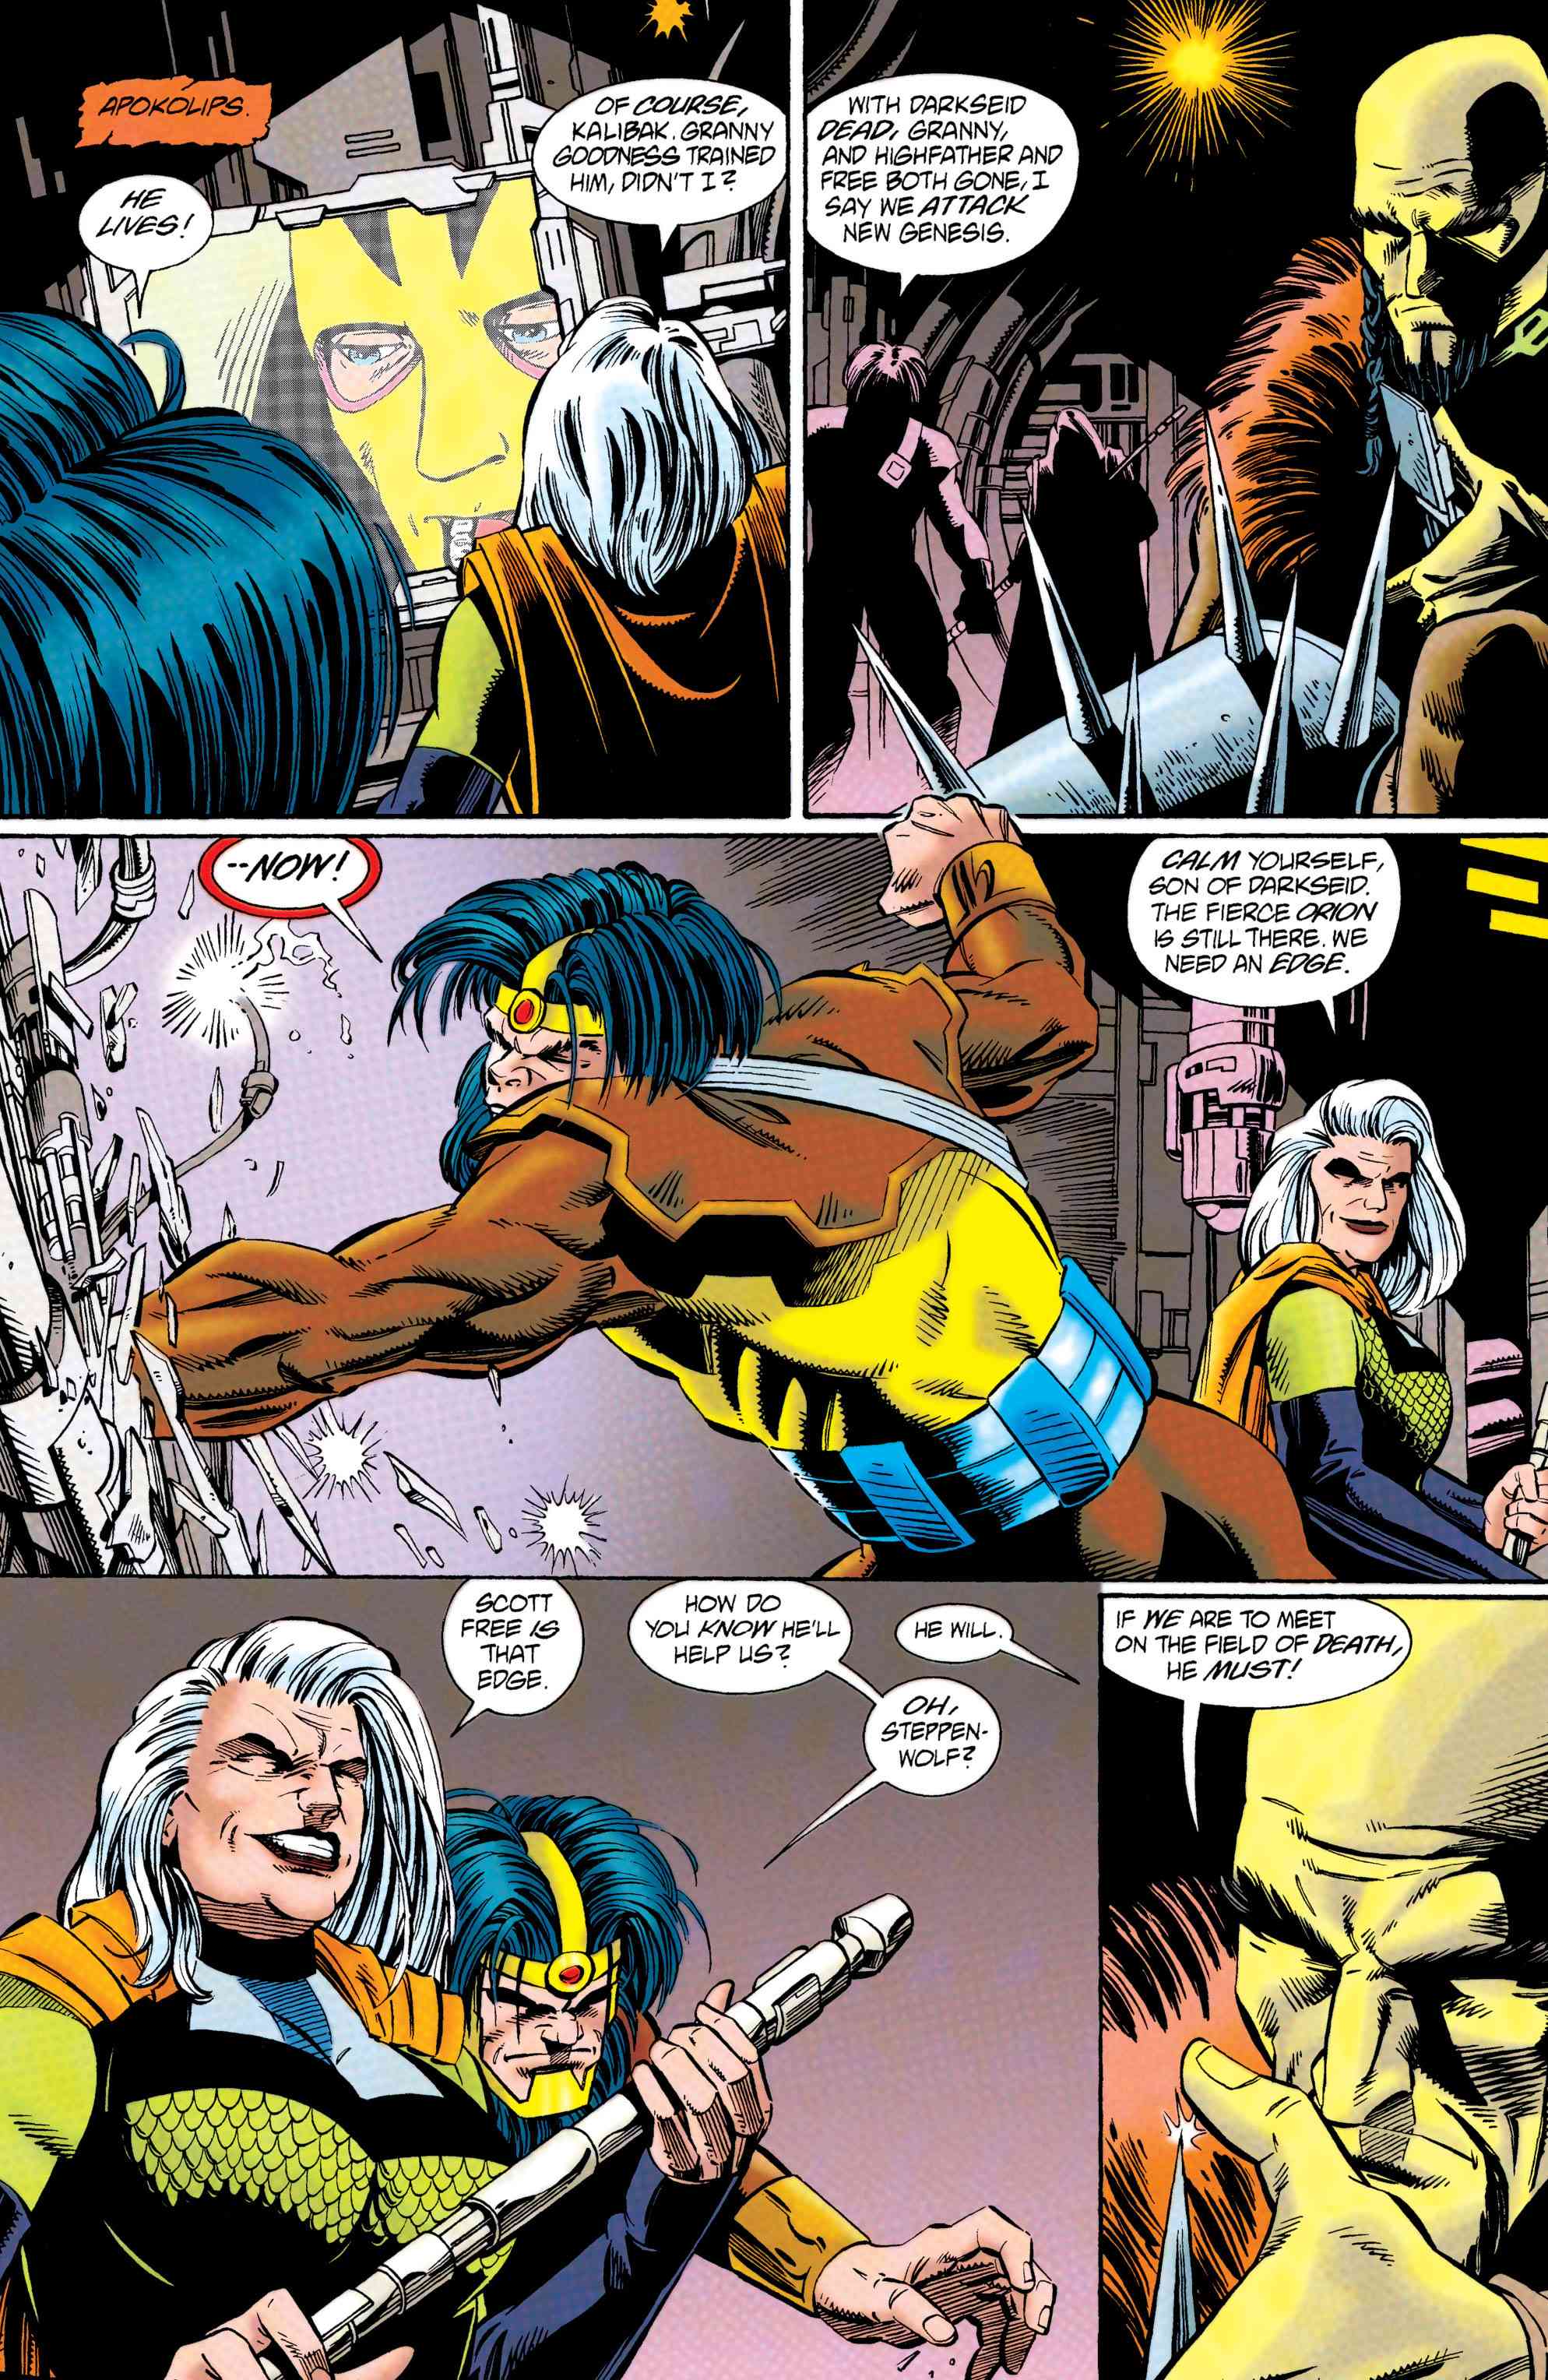 APOKOLIPS.
HE
LIVES!
OF COURSE,
KALIBAK. GRANNY
GOODNESS TRAINED
HIM, DIDN'T I?
WITH DARKSEID
DEAD, GRANNY,
AND HIGHFATHER AND
FREE BOTH GONE, I
SAY WE ATTACK
NEW GENESIS.
--NOW!
CALM YOURSELF,
SON OF DARKSEID.
THE FIERCE ORION
IS STILL THERE. WE
NEED AN EDGE.
SCOTT
FREE IS
THAT
EDGE.
HOW DO
YOU KNOW HE'LL
HELP US?
HE WILL.
OH,
STEPPEN-
WOLF?
IF WE ARE TO MEET
ON THE FIELD OF DEATH,
HE MUST!